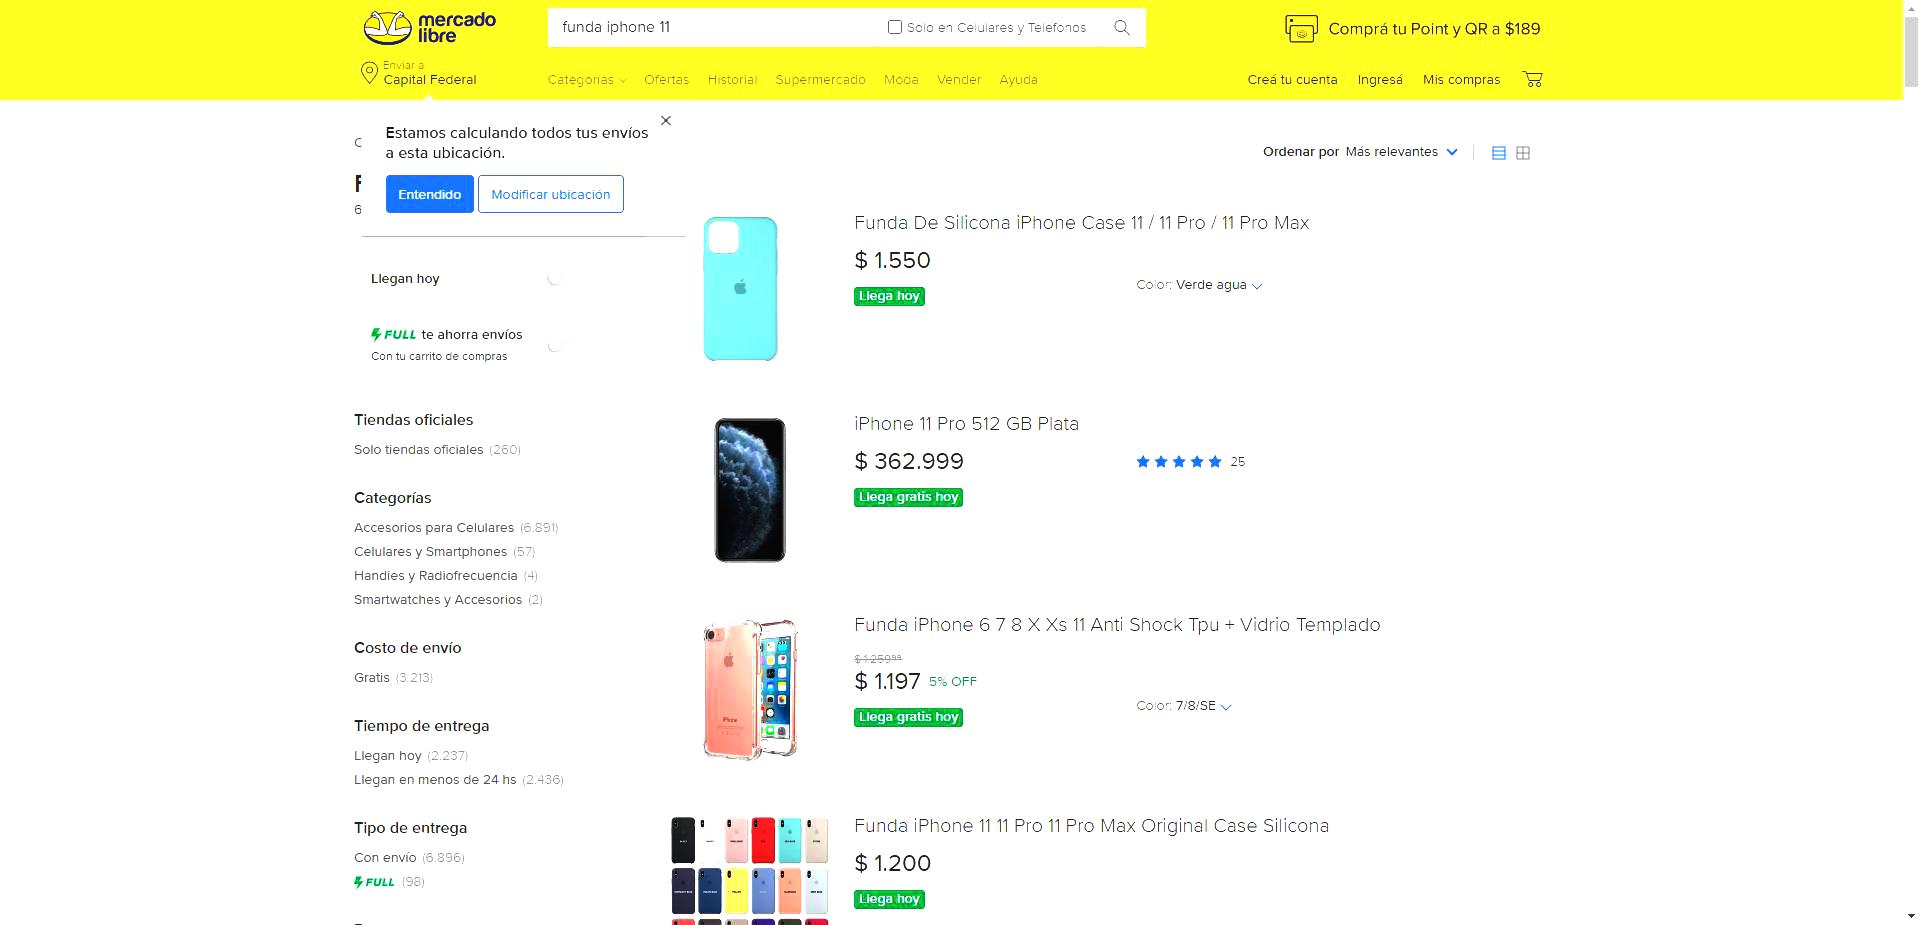 mercado
libre
funda iphone 11
Solo en Celulares y Telefonos
Comprá tu Point y QR a $189
Enviar a
Capital Federal
Categorías
Ofertas
Historial
Supermercado
Moda
Vender
Ayuda
Creá tu cuenta
Ingresá
Mis compras
Estamos calculando todos tus envíos
a esta ubicación.
Entendido
Modificar ubicación
Ordenar por Más relevantes
Llegan hoy
FULL te ahorra envíos
Con tu carrito de compras
Tiendas oficiales
Solo tiendas oficiales (260)
Categorías
Accesorios para Celulares (6.891)
Celulares y Smartphones (57)
Handies y Radiofrecuencia (4)
Smartwatches y Accesorios (2)
Costo de envío
Gratis (3.213)
Tiempo de entrega
Llegan hoy (2.237)
Llegan en menos de 24 hs (2.436)
Tipo de entrega
Con envío (6.896)
FULL (98)
Funda De Silicona iPhone Case 11 / 11 Pro / 11 Pro Max
$ 1.550
Color: Verde agua
Llega hoy
iPhone 11 Pro 512 GB Plata
$ 362.999
25
Llega gratis hoy
Funda iPhone 6 7 8 X Xs 11 Anti Shock Tpu + Vidrio Templado
$ 1.259⁹⁹
$ 1.197 5% OFF
Color: 7/8/SE
Llega gratis hoy
iPhone
Funda iPhone 11 11 Pro 11 Pro Max Original Case Silicona
$ 1.200
Llega hoy